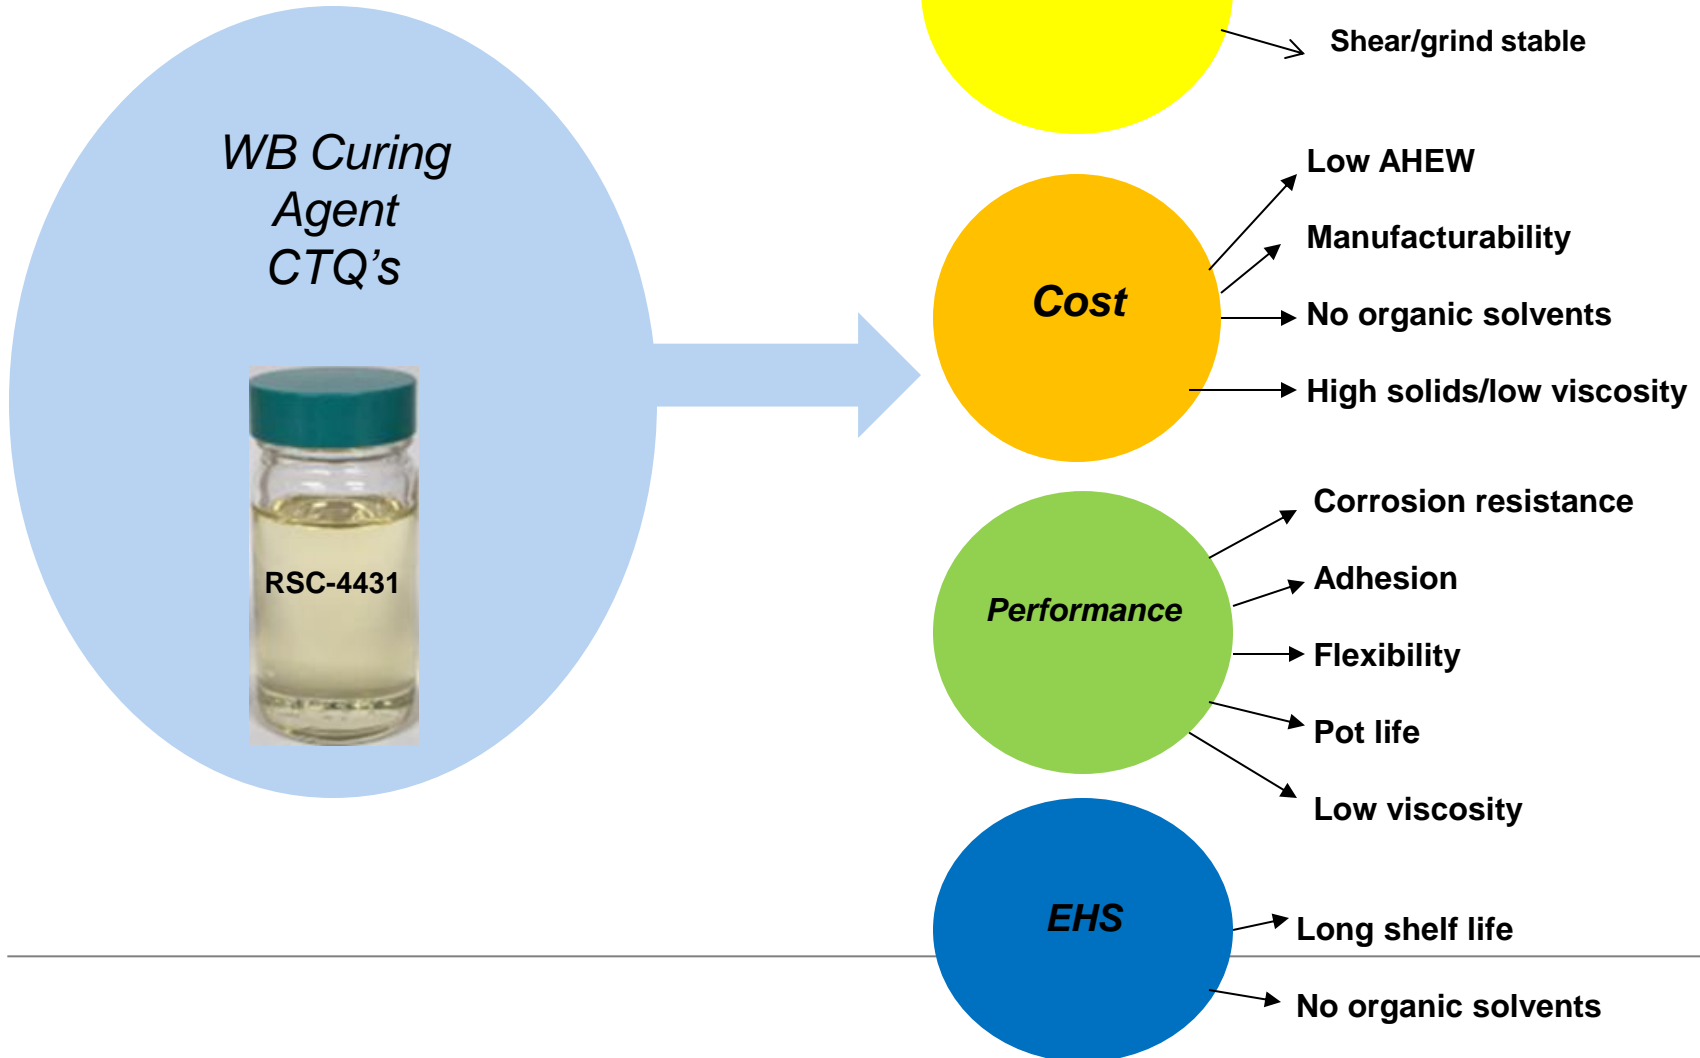 WB Curing
Agent
CTQ’s
RSC-4431
Shear/grind stable
Cost
Low AHEW
Manufacturability
No organic solvents
High solids/low viscosity
Performance
Corrosion resistance
Adhesion
Flexibility
Pot life
Low viscosity
EHS
Long shelf life
No organic solvents